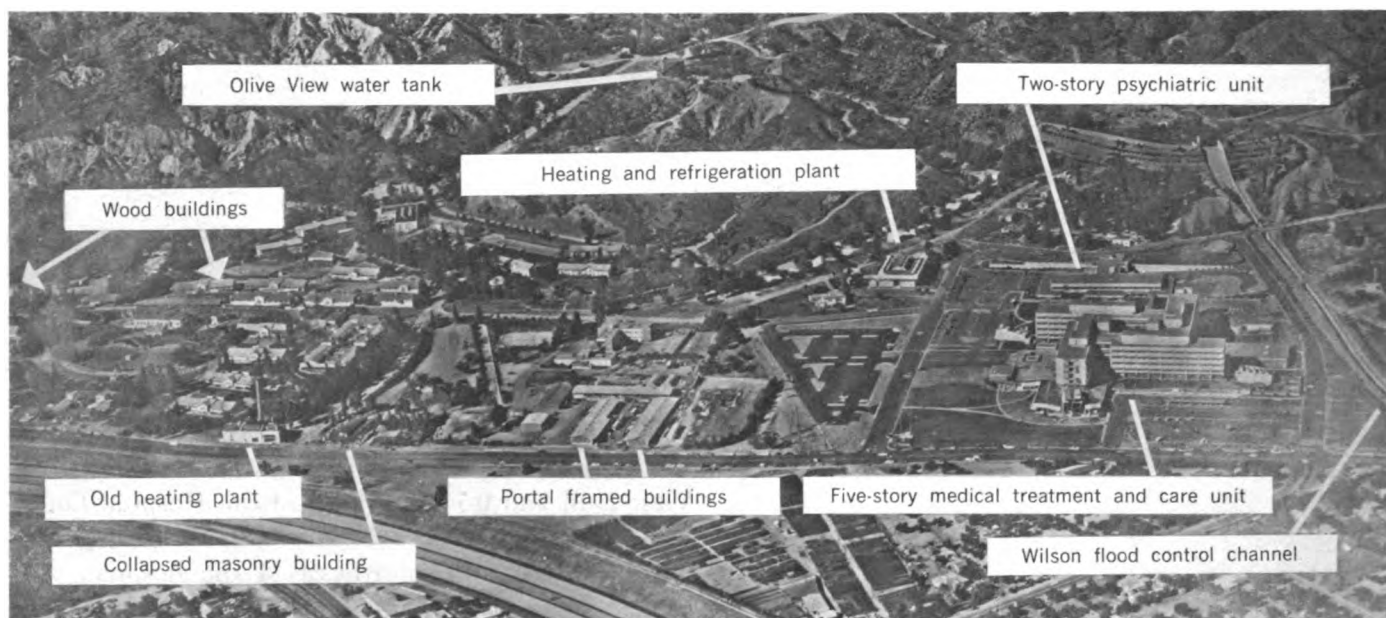 Olive View water tank
Two-story psychiatric unit
Heating and refrigeration plant
Wood buildings
Old heating plant
Portal framed buildings
Five-story medical treatment and care unit
Collapsed masonry building
Wilson flood control channel